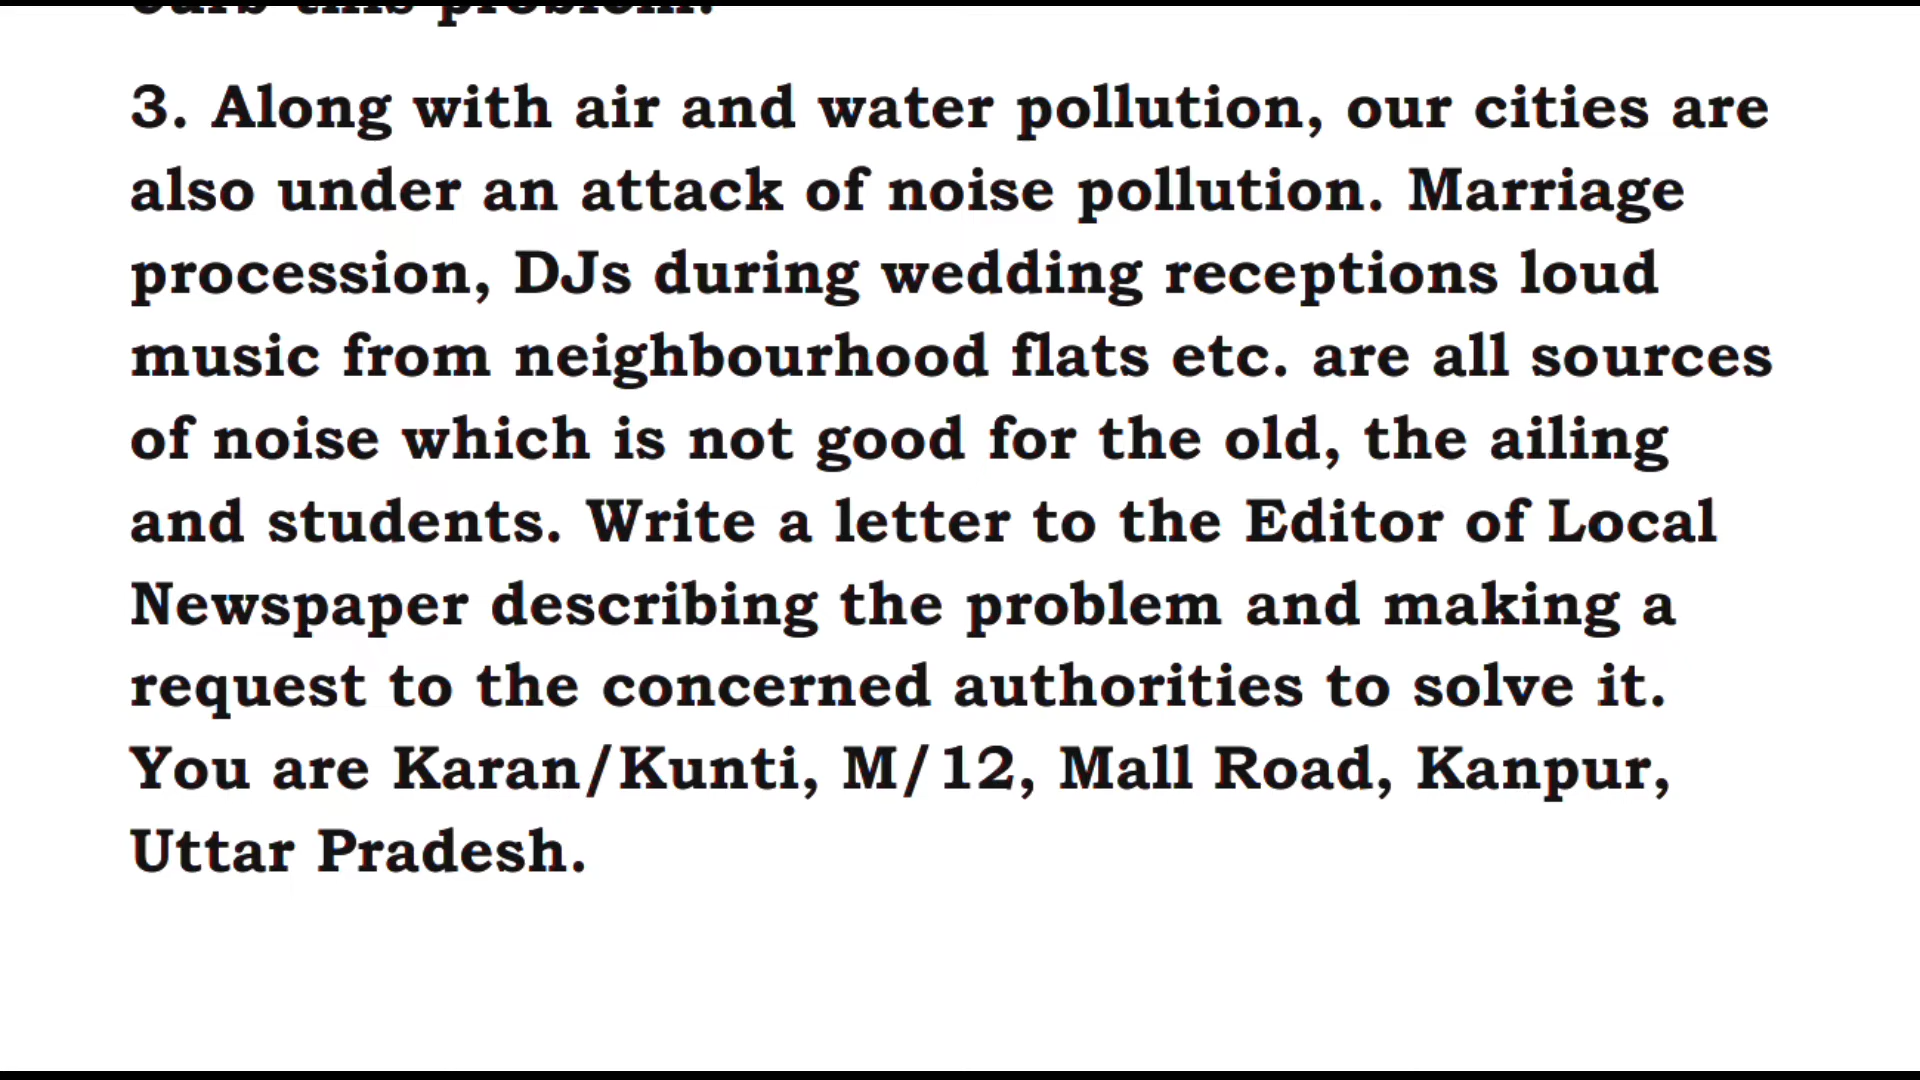 curb this problem.
3. Along with air and water pollution, our cities are
also under an attack of noise pollution. Marriage
procession, DJs during wedding receptions loud
music from neighbourhood flats etc. are all sources
of noise which is not good for the old, the ailing
and students. Write a letter to the Editor of Local
Newspaper describing the problem and making a
request to the concerned authorities to solve it.
You are Karan/Kunti, M/12, Mall Road, Kanpur,
Uttar Pradesh.